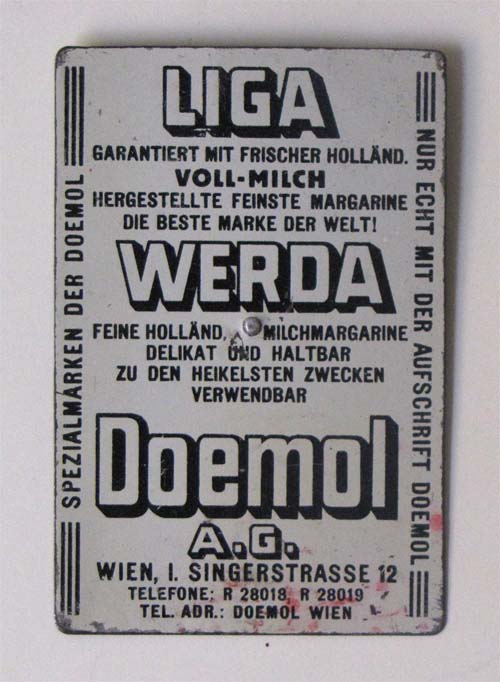 LIGA
GARANTIERT MIT FRISCHER HOLLÄND.
VOLL-MILCH
HERGESTELLTE FEINSTE MARGARINE
DIE BESTE MARKE DER WELT!
WERDA
FEINE HOLLÄND. MILCHMARGARINE
DELIKAT UND HALTBAR
ZU DEN HEIKELSTEN ZWECKEN
VERWENDBAR
Doemol
A.G.
WIEN, I. SINGERSTRASSE 12
TELEFONE: R 28018, R 28019
TEL. ADR.: DOEMOL WIEN
SPEZIALMARKEN DER DOEMOL
NUR ECHT MIT DER AUFSCHRIFT DOEMOL